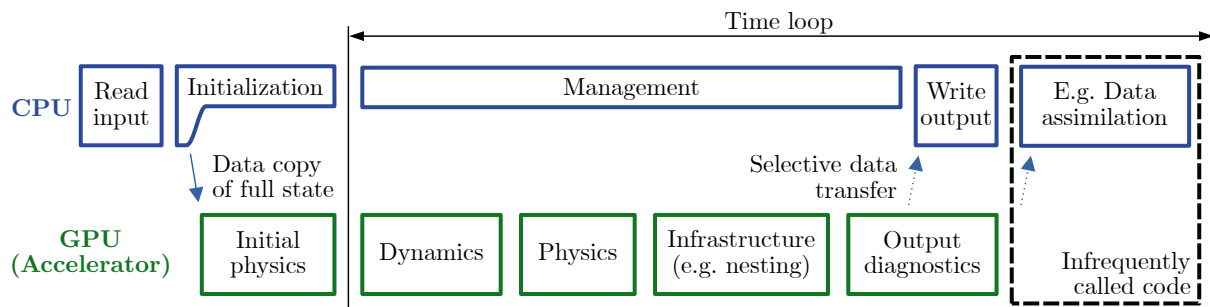 Time loop
CPU
Read
input
Initialization
Management
Write
output
E.g. Data
assimilation
Data copy
of full state
Selective data
transfer
GPU
(Accelerator)
Initial
physics
Dynamics
Physics
Infrastructure
(e.g. nesting)
Output
diagnostics
Infrequently
called code